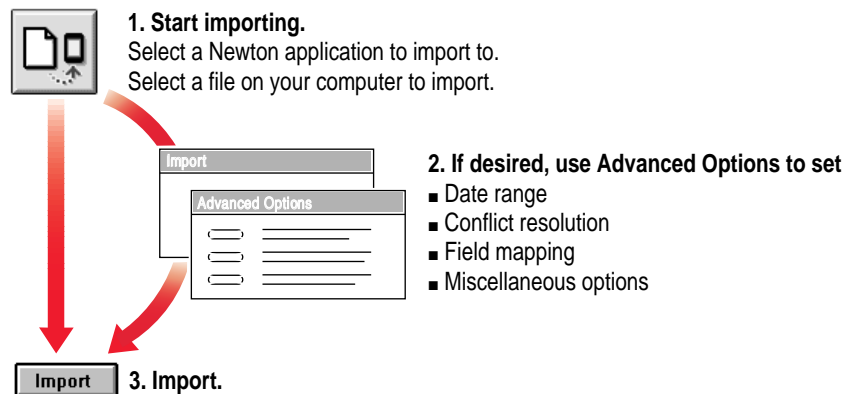 1. Start importing.
Select a Newton application to import to.
Select a file on your computer to import.
Import
Advanced Options
2. If desired, use Advanced Options to set
■ Date range
■ Conflict resolution
■ Field mapping
■ Miscellaneous options
Import
3. Import.